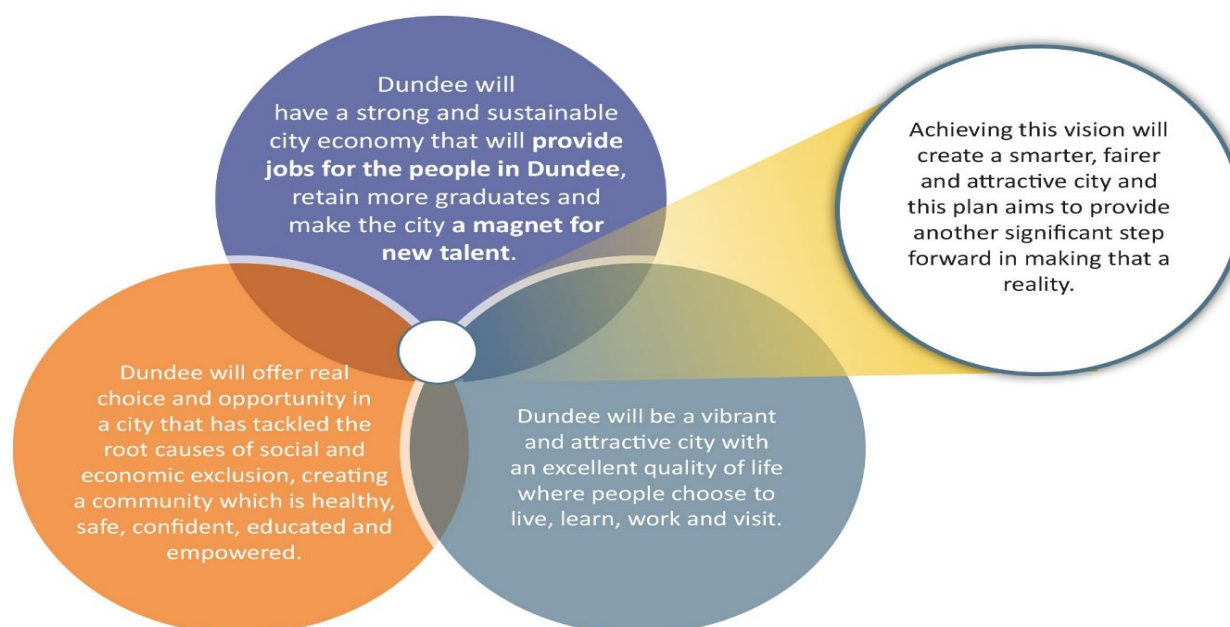 Dundee will
have a strong and sustainable
city economy that will provide
jobs for the people in Dundee,
retain more graduates and
make the city a magnet for
new talent.
Achieving this vision will
create a smarter, fairer
and attractive city and
this plan aims to provide
another significant step
forward in making that a
reality.
Dundee will offer real
choice and opportunity in
a city that has tackled the
root causes of social and
economic exclusion, creating
a community which is healthy,
safe, confident, educated and
empowered.
Dundee will be a vibrant
and attractive city with
an excellent quality of life
where people choose to
live, learn, work and visit.